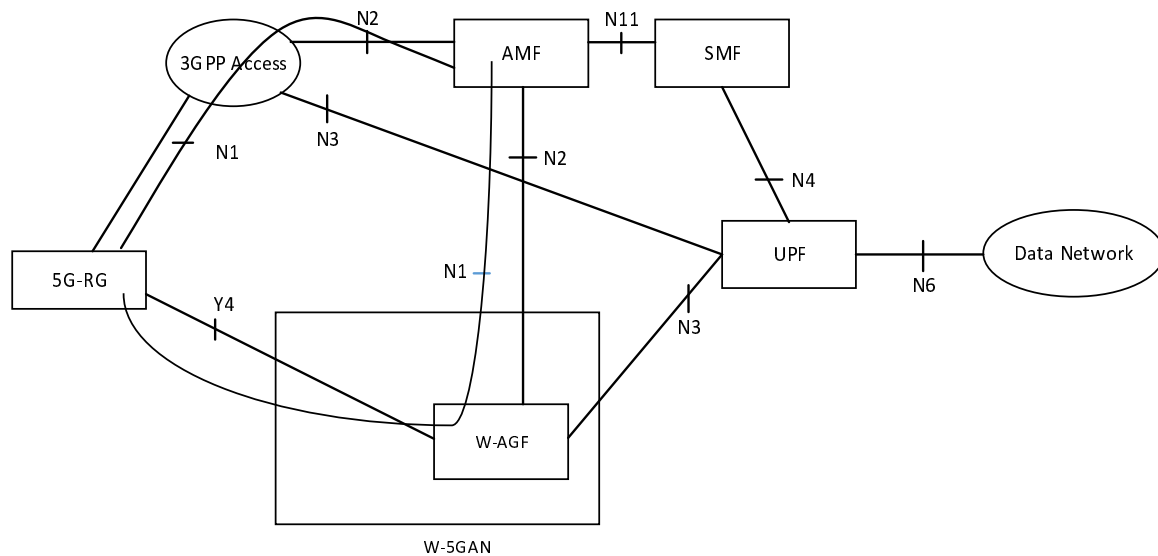 N2
N11
3GPP Access
AMF
SMF
N3
N1
N2
N4
5G-RG
UPF
Data Network
N1
N6
Y4
N3
W-AGF
W-5GAN